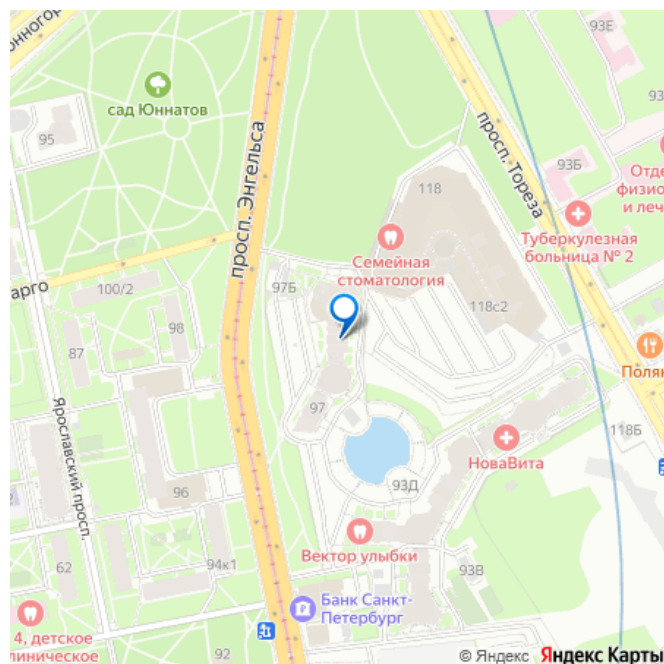 93Е
сад Юннатов
95
просп. Энгельса
просп. Тореза
93Б
118
Туберкулезная
больница № 2
Семейная
стоматология
97Б
100/2
98
118с2
87
97
Ярославский просп.
118Б
НоваВита
93Д
96
Вектор улыбки
94к1
62
93В
Банк Санкт-
Петербург
4, детское
92
© Яндекс Яндекс Карты